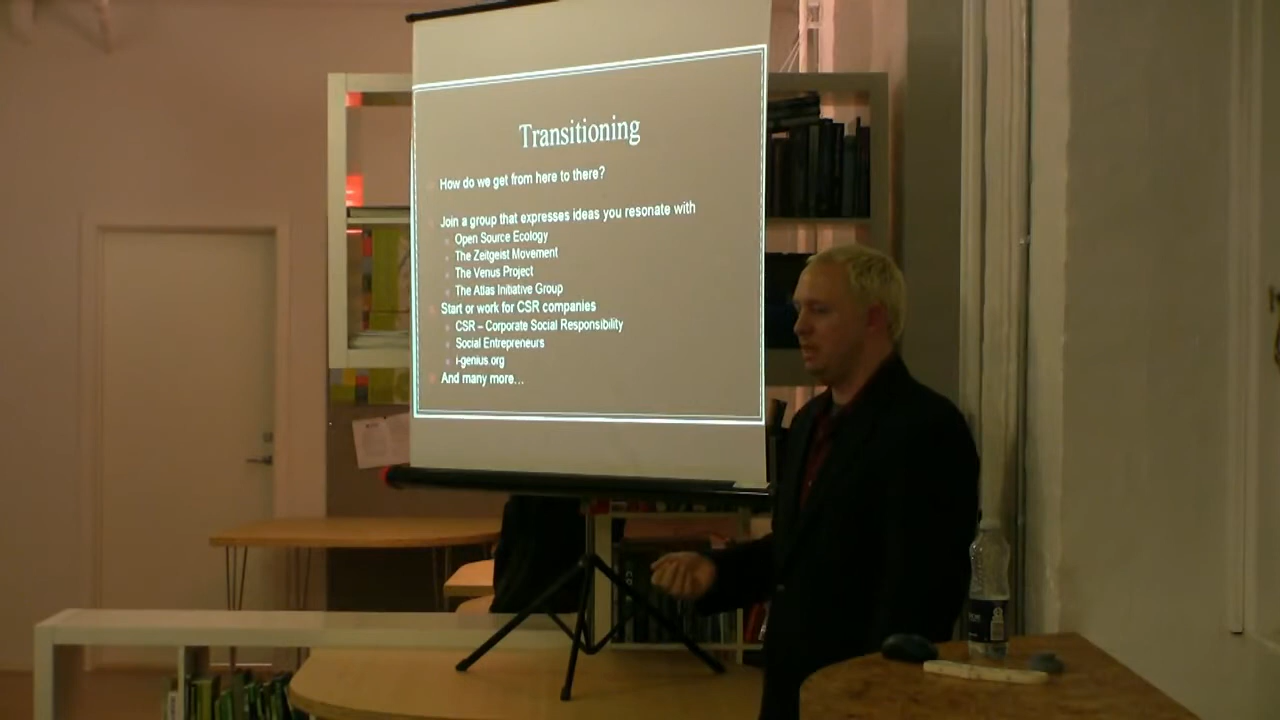 Transitioning
How do we get from here to there?
Join a group that expresses ideas you resonate with
Open Source Ecology
The Zeitgeist Movement
The Venus Project
The Atlas Initiative Group
Start or work for CSR companies
CSR – Corporate Social Responsibility
Social Entrepreneurs
i-genius.org
And many more…